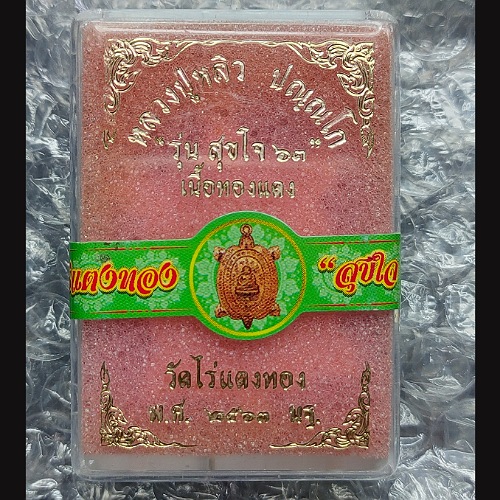 หลวงปู่หลิว ปณฺณโก
"รุ่น สุขใจ ๖๓"
เนื้อทองแดง
แตงทอง "สุขใจ
วัดไร่แตงทอง
พ.ศ. ๒๕๖๓ นฐ.